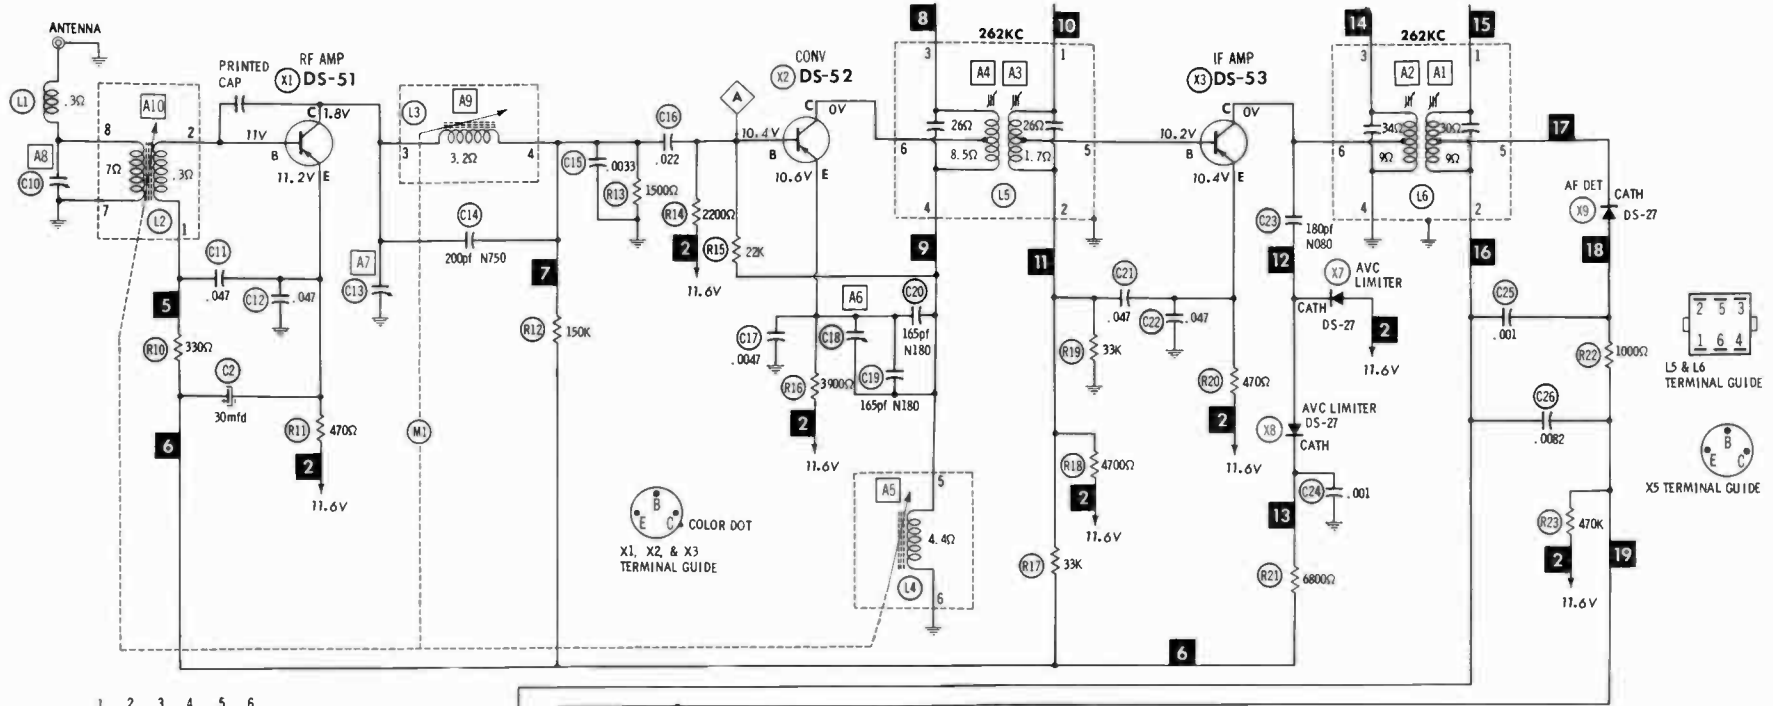 ANTENNA
L1
.3Ω
A8
C10
8
7Ω
7
A10
2
.3Ω
1
L2
PRINTED
CAP
RF AMP
X1 DS-51
C
1.8V
11V
B
11.2V
E
C11
.047
C12
.047
5
R10
330Ω
C2
30mfd
6
R11
470Ω
2
11.6V
L3
A9
3
3.2Ω
4
A7
C13
C14
200pf N750
M1
7
R12
150K
C15
.0033
R13
1500Ω
C16
.022
R14
2200Ω
2
11.6V
R15
22K
A
CONV
X2 DS-52
C
0V
10.4V
B
10.6V
E
C17
.0047
A6
C18
C20
165pf
N180
C19
165pf N180
R16
3900Ω
2
11.6V
8
10
262KC
3
1
A4
A3
26Ω
26Ω
6
8.5Ω
1.7Ω
5
L5
4
2
9
11
A5
5
4.4Ω
L4
6
B
E
C
COLOR DOT
X1, X2, & X3
TERMINAL GUIDE
R19
33K
C21
.047
C22
.047
R18
4700Ω
2
11.6V
R17
33K
IF AMP
X3 DS-53
C
0V
10.2V
B
10.4V
E
R20
470Ω
2
11.6V
C23
180pf
N080
12
X7
AVC
LIMITER
CATH
DS-27
2
11.6V
AVC LIMITER
DS-27
X8
CATH
C24
.001
13
R21
6800Ω
6
14
15
262KC
3
1
A2
A1
34Ω
30Ω
6
9Ω
9Ω
5
L6
4
2
16
17
AF DET
CATH
X9
DS-27
18
C25
.001
R22
1000Ω
C26
.0082
R23
470K
2
11.6V
19
2 5 3
1 6 4
L5 & L6
TERMINAL GUIDE
B
E
C
X5 TERMINAL GUIDE
1 2 3 4 5 6